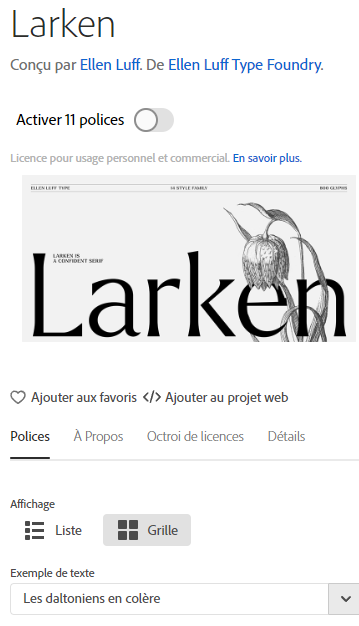 Larken
Conçu par Ellen Luff. De Ellen Luff Type Foundry.
Activer 11 polices
Licence pour usage personnel et commercial. En savoir plus.
ELLEN LUFF TYPE 14 STYLE FAMILY 800 GLYPHS
LARKEN IS
A CONFIDENT SERIF
Larken
Ajouter aux favoris </> Ajouter au projet web
Polices À Propos Octroi de licences Détails
Affichage
Liste Grille
Exemple de texte
Les daltoniens en colère